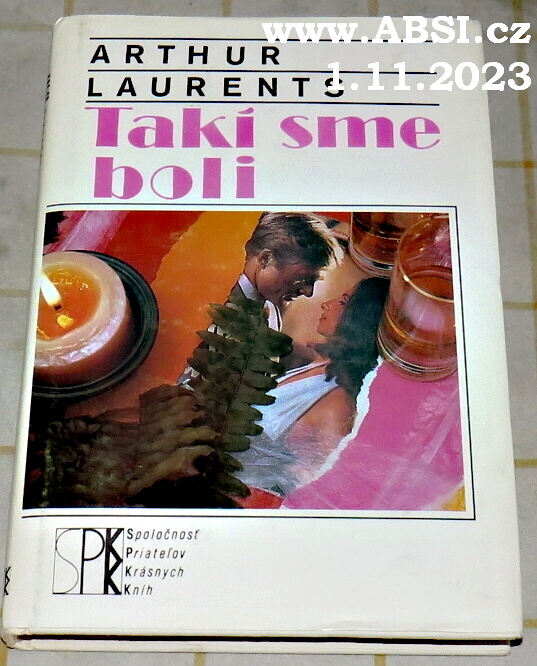 www.ABSI.cz
1.11.2023
ARTHUR
LAURENTS
Takí sme
boli
SPKK
Spoločnosť
Priateľov
Krásnych
Kníh